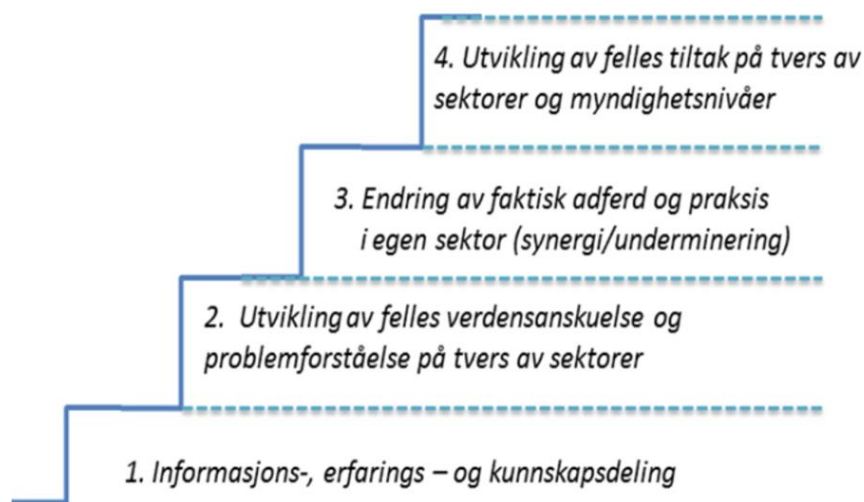 4. Utvikling av felles tiltak på tvers av
sektorer og myndighetsnivåer
3. Endring av faktisk adferd og praksis
i egen sektor (synergi/underminering)
2. Utvikling av felles verdensanskuelse og
problemforståelse på tvers av sektorer
1. Informasjons-, erfarings – og kunnskapsdeling